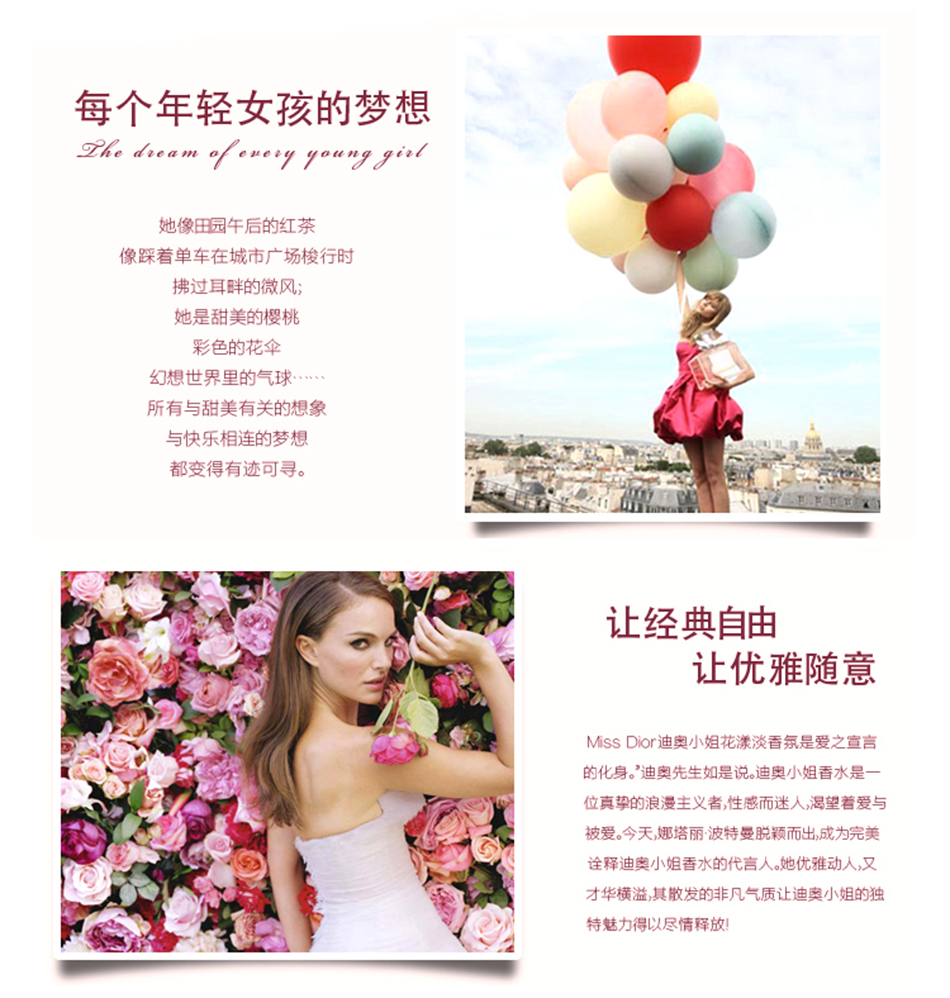 每个年轻女孩的梦想
The dream of every young girl
她像田园午后的红茶
像踩着单车在城市广场梭行时
拂过耳畔的微风;
她是甜美的樱桃
彩色的花伞
幻想世界里的气球……
所有与甜美有关的想象
与快乐相连的梦想
都变得有迹可寻。
让经典自由
让优雅随意
Miss Dior迪奥小姐花漾淡香氛是爱之宣言
的化身。”迪奥先生如是说。迪奥小姐香水是一
位真挚的浪漫主义者,性感而迷人,渴望着爱与
被爱。今天,娜塔丽·波特曼脱颖而出,成为完美
诠释迪奥小姐香水的代言人。她优雅动人,又
才华横溢,其散发的非凡气质让迪奥小姐的独
特魅力得以尽情释放!